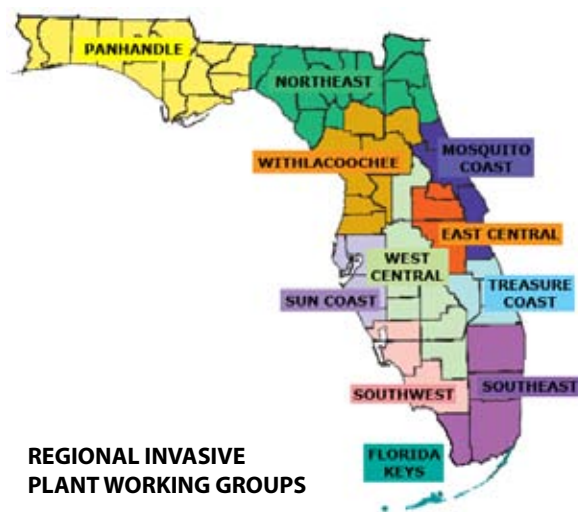 PANHANDLE
NORTHEAST
WITHLACOOCHEE
MOSQUITO
COAST
EAST CENTRAL
WEST
CENTRAL
TREASURE
COAST
SUN COAST
SOUTHWEST
SOUTHEAST
FLORIDA
KEYS
REGIONAL INVASIVE
PLANT WORKING GROUPS